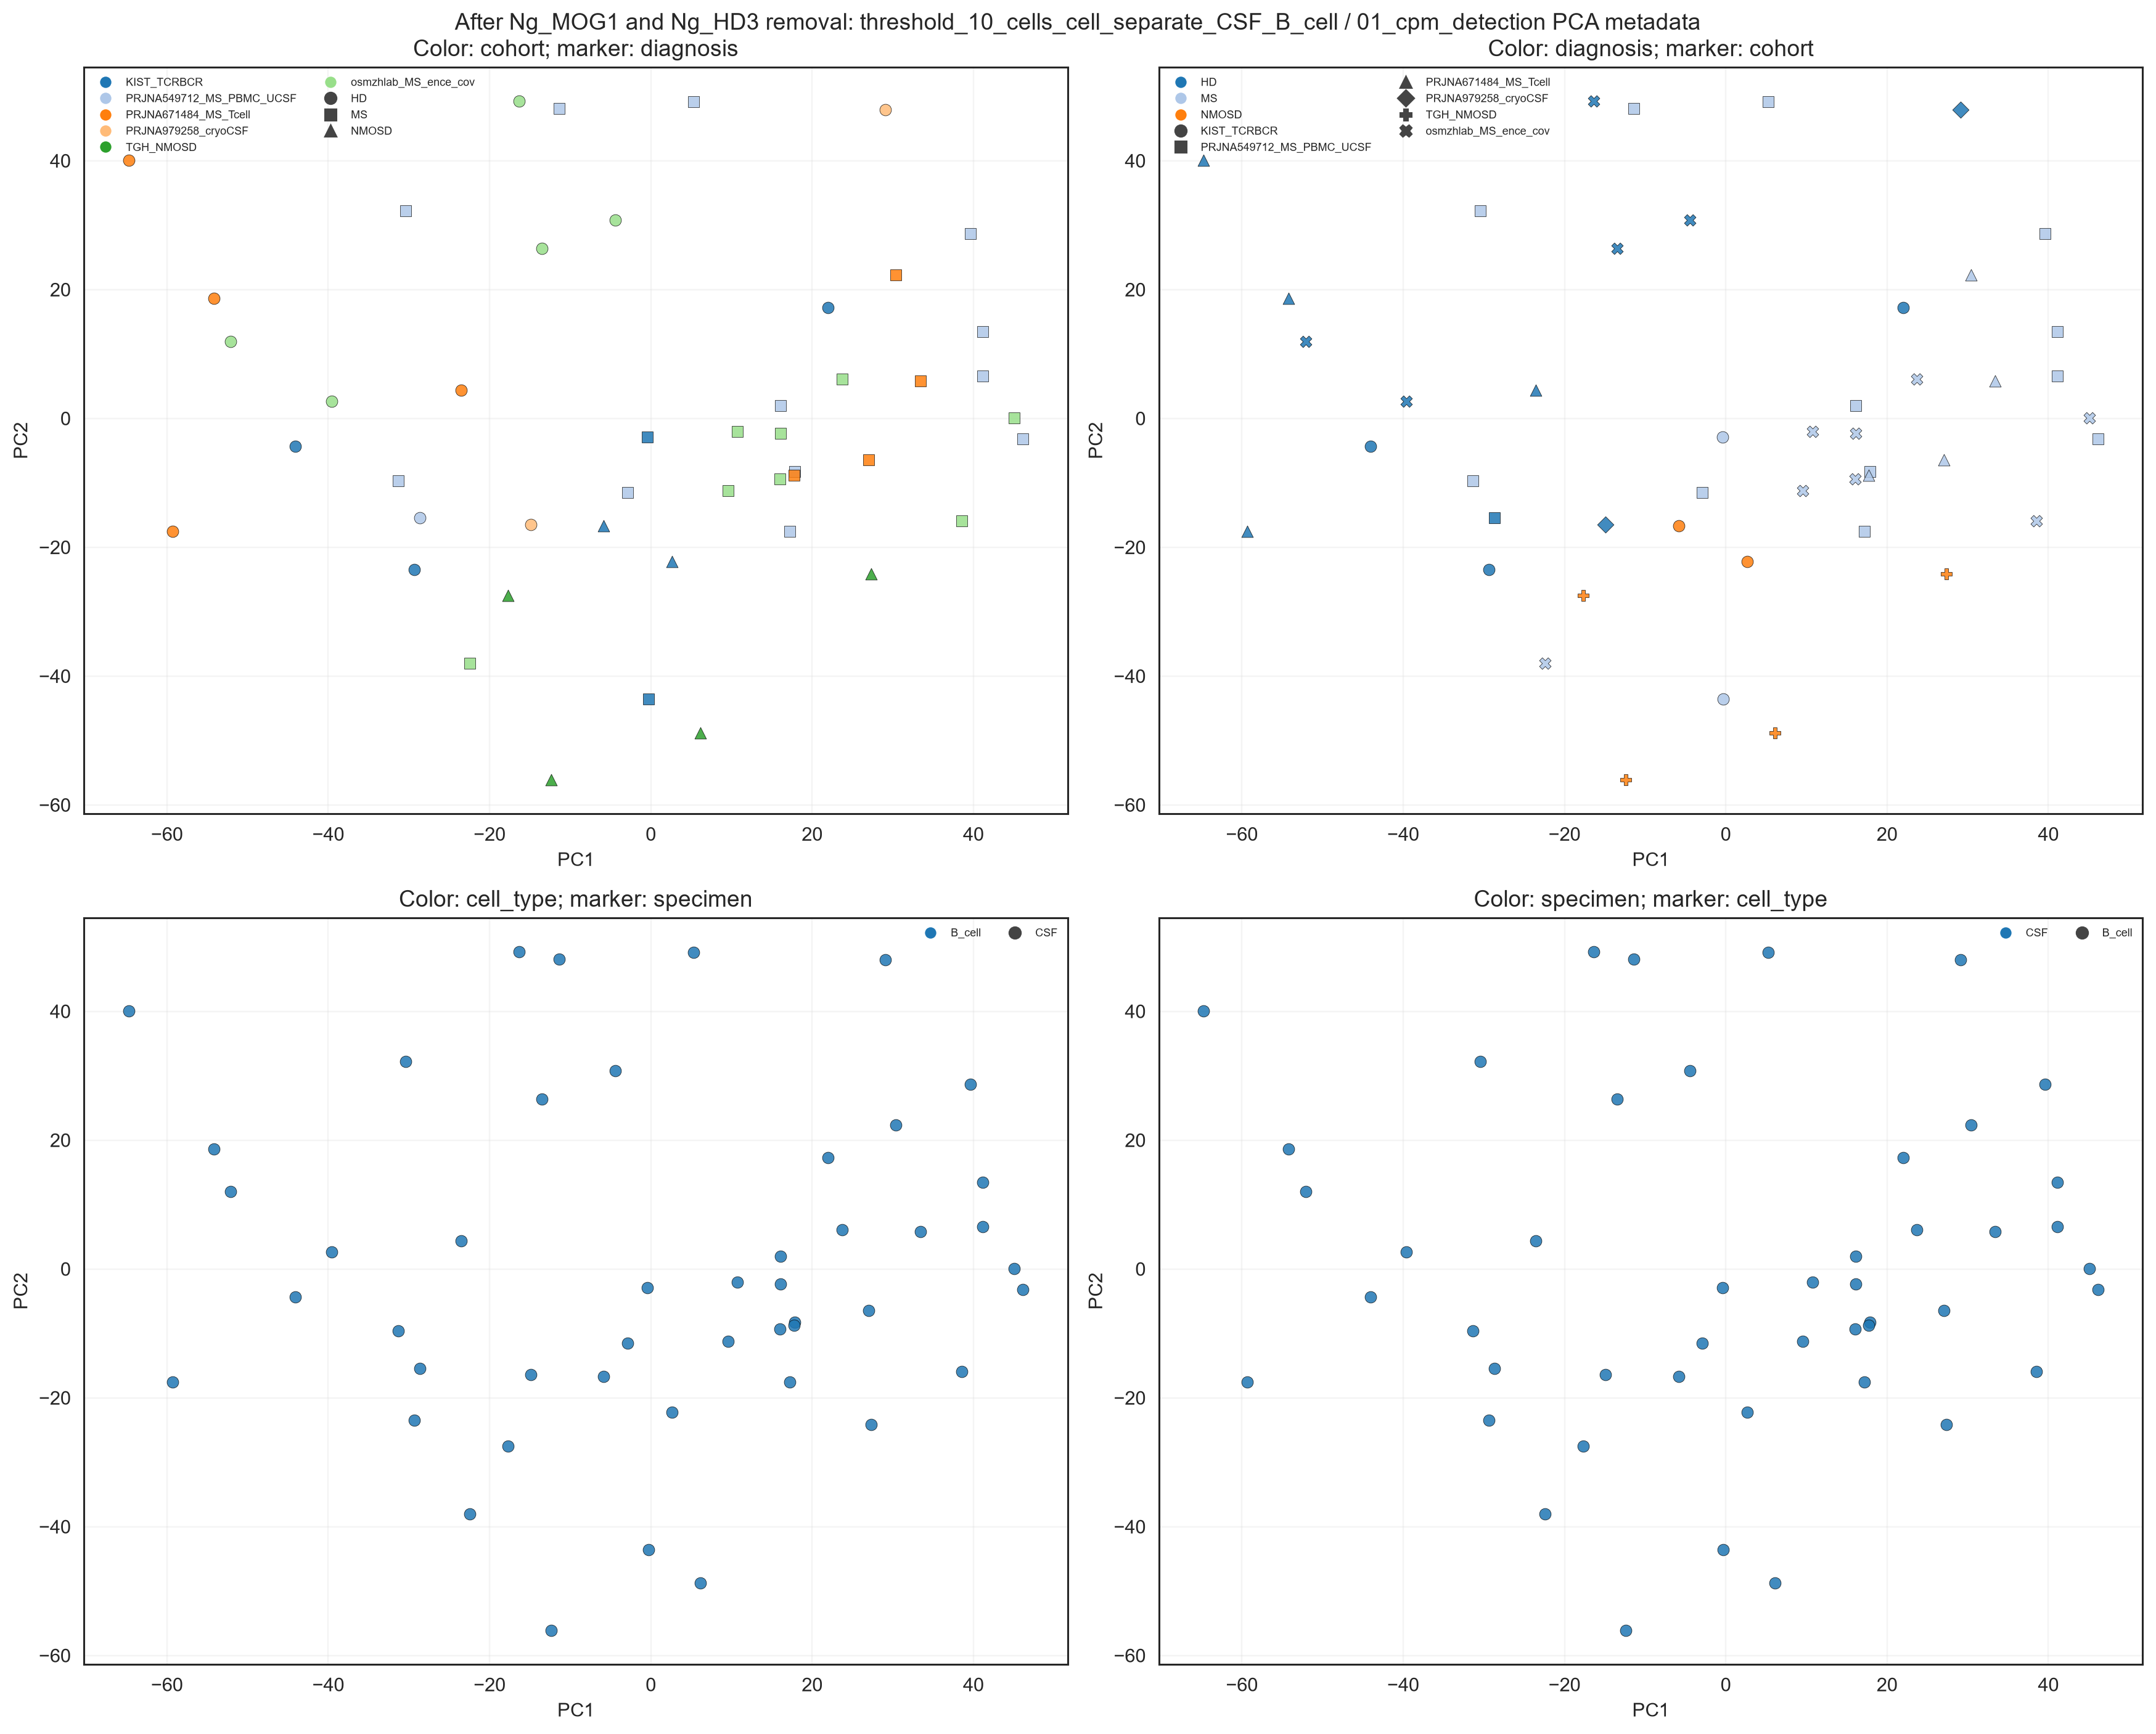 After Ng_MOG1 and Ng_HD3 removal: threshold_10_cells_cell_separate_CSF_B_cell / 01_cpm_detection PCA metadata
Color: cohort; marker: diagnosis
KIST_TCRBCR
PRJNA549712_MS_PBMC_UCSF
PRJNA671484_MS_Tcell
PRJNA979258_cryoCSF
TGH_NMOSD
osmzhlab_MS_ence_cov
HD
MS
NMOSD
40
20
0
−20
−40
−60
PC2
−60 −40 −20 0 20 40
PC1
Color: diagnosis; marker: cohort
HD
MS
NMOSD
KIST_TCRBCR
PRJNA549712_MS_PBMC_UCSF
PRJNA671484_MS_Tcell
PRJNA979258_cryoCSF
TGH_NMOSD
osmzhlab_MS_ence_cov
40
20
0
−20
−40
−60
PC2
−60 −40 −20 0 20 40
PC1
Color: cell_type; marker: specimen
B_cell CSF
40
20
0
−20
−40
−60
PC2
−60 −40 −20 0 20 40
PC1
Color: specimen; marker: cell_type
CSF B_cell
40
20
0
−20
−40
−60
PC2
−60 −40 −20 0 20 40
PC1